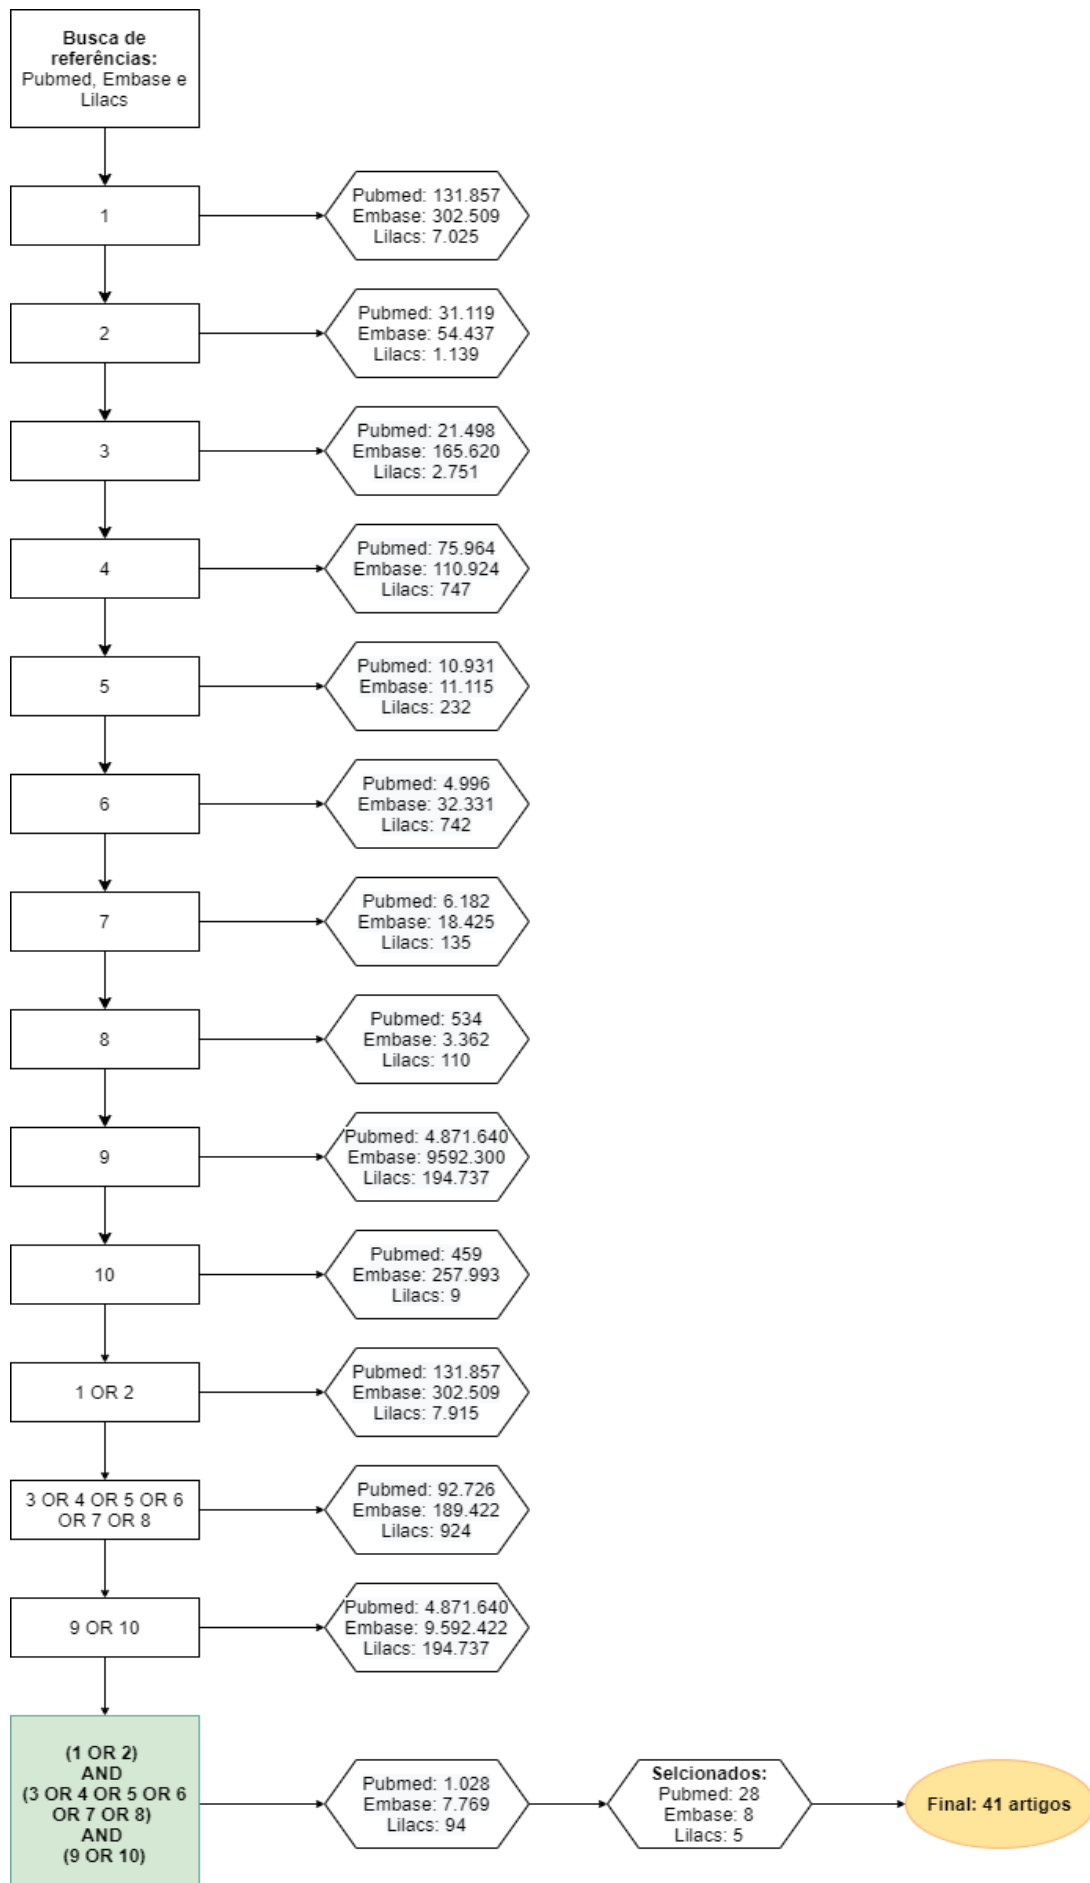 Busca de
referências:
Pubmed, Embase e
Lilacs
1
Pubmed: 131.857
Embase: 302.509
Lilacs: 7.025
2
Pubmed: 31.119
Embase: 54.437
Lilacs: 1.139
3
Pubmed: 21.498
Embase: 165.620
Lilacs: 2.751
4
Pubmed: 75.964
Embase: 110.924
Lilacs: 747
5
Pubmed: 10.931
Embase: 11.115
Lilacs: 232
6
Pubmed: 4.996
Embase: 32.331
Lilacs: 742
7
Pubmed: 6.182
Embase: 18.425
Lilacs: 135
8
Pubmed: 534
Embase: 3.362
Lilacs: 110
9
Pubmed: 4.871.640
Embase: 9592.300
Lilacs: 194.737
10
Pubmed: 459
Embase: 257.993
Lilacs: 9
1 OR 2
Pubmed: 131.857
Embase: 302.509
Lilacs: 7.915
3 OR 4 OR 5 OR 6
OR 7 OR 8
Pubmed: 92.726
Embase: 189.422
Lilacs: 924
9 OR 10
Pubmed: 4.871.640
Embase: 9.592.422
Lilacs: 194.737
(1 OR 2)
AND
(3 OR 4 OR 5 OR 6
OR 7 OR 8)
AND
(9 OR 10)
Pubmed: 1.028
Embase: 7.769
Lilacs: 94
Selcionados:
Pubmed: 28
Embase: 8
Lilacs: 5
Final: 41 artigos